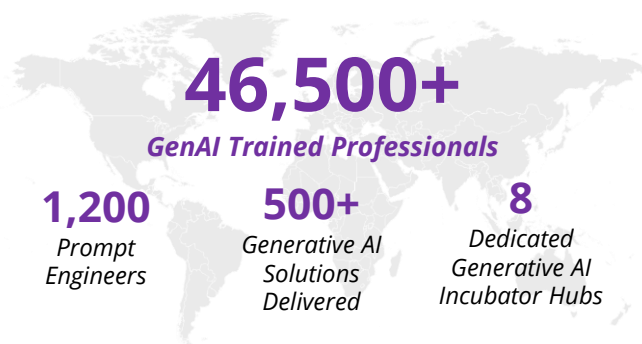 46,500+
GenAI Trained Professionals
1,200
Prompt
Engineers
500+
Generative AI
Solutions
Delivered
8
Dedicated
Generative AI
Incubator Hubs